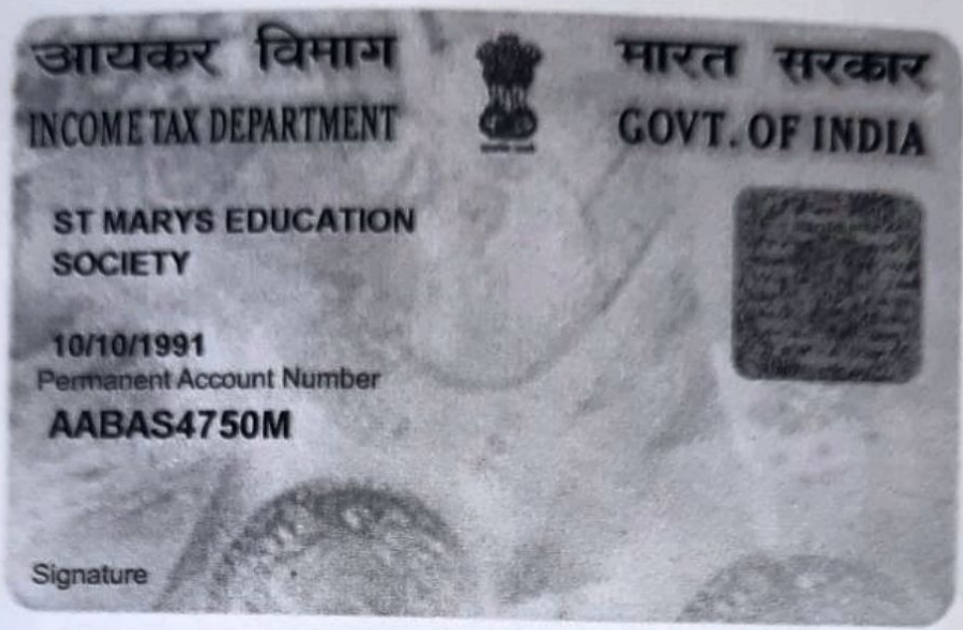 आयकर विभाग
INCOME TAX DEPARTMENT
भारत सरकार
GOVT. OF INDIA
ST MARYS EDUCATION
SOCIETY
10/10/1991
Permanent Account Number
AABAS4750M
Signature